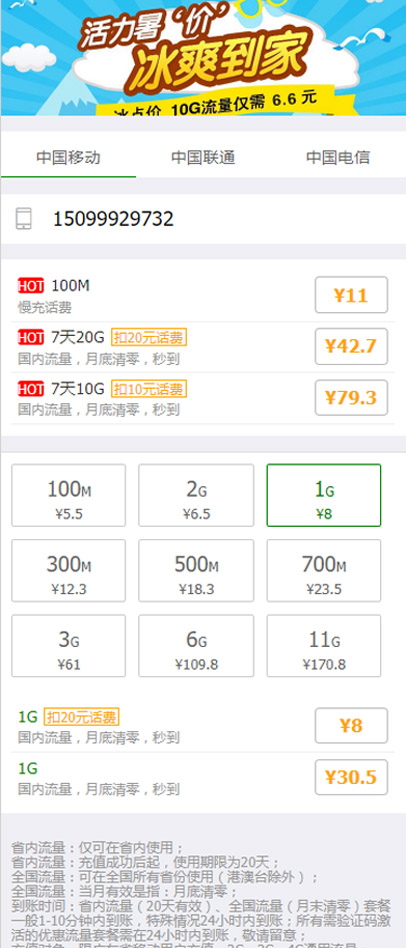 活力暑‘价’
冰爽到家
冰点价 10G流量仅需 6.6 元
中国移动 中国联通 中国电信
15099929732
HOT 100M ¥11
慢充话费
HOT 7天20G 扣20元话费 ¥42.7
国内流量，月底清零，秒到
HOT 7天10G 扣10元话费 ¥79.3
国内流量，月底清零，秒到
100M 2G 1G
¥5.5 ¥6.5 ¥8
300M 500M 700M
¥12.3 ¥18.3 ¥23.5
3G 6G 11G
¥61 ¥109.8 ¥170.8
1G 扣20元话费 ¥8
国内流量，月底清零，秒到
1G ¥30.5
国内流量，月底清零，秒到
省内流量：仅可在省内使用；
省内流量：充值成功后起，使用期限为20天；
全国流量：可在全国所有省份使用（港澳台除外）；
全国流量：当月有效是指：月底清零；
到账时间：省内流量（20天有效）、全国流量（月末清零）套餐
一般1-10分钟内到账，特殊情况24小时内到账；所有需验证码激
活的优惠流量套餐需在24小时内到账，敬请留意；